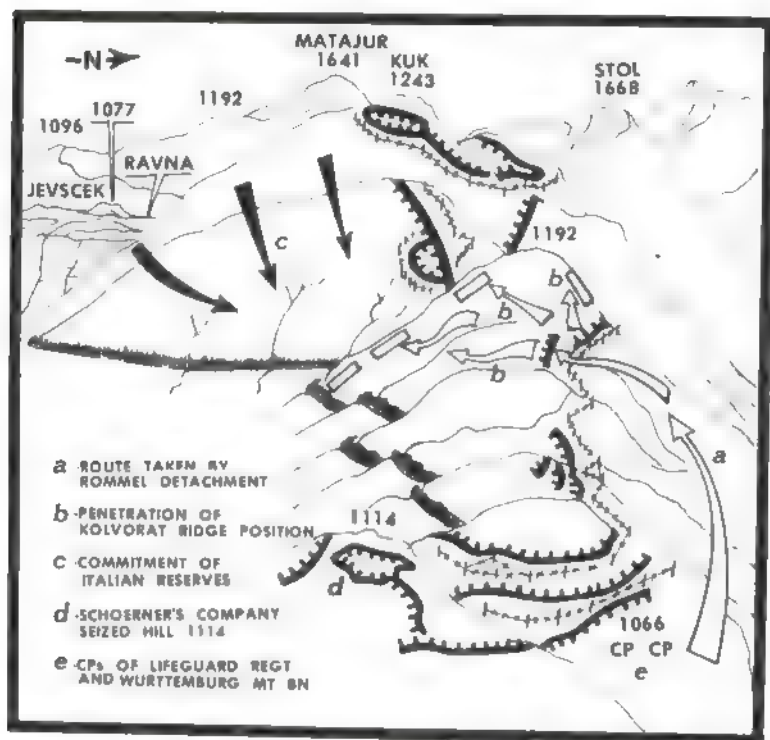 -N→
MATAJUR
1641
KUK
1243
STOL
1668
1192
1077
1096
RAVNA
JEVSCEK
c
1192
b
b
b
a
a ROUTE TAKEN BY
ROMMEL DETACHMENT
b PENETRATION OF
KOLVORAT RIDGE POSITION
c COMMITMENT OF
ITALIAN RESERVES
d SCHOERNER'S COMPANY
SEIZED HILL 1114
e CPs OF LIFEGUARD REGT
AND WURTTEMBURG MT BN
1114
d
1066
CP CP
e